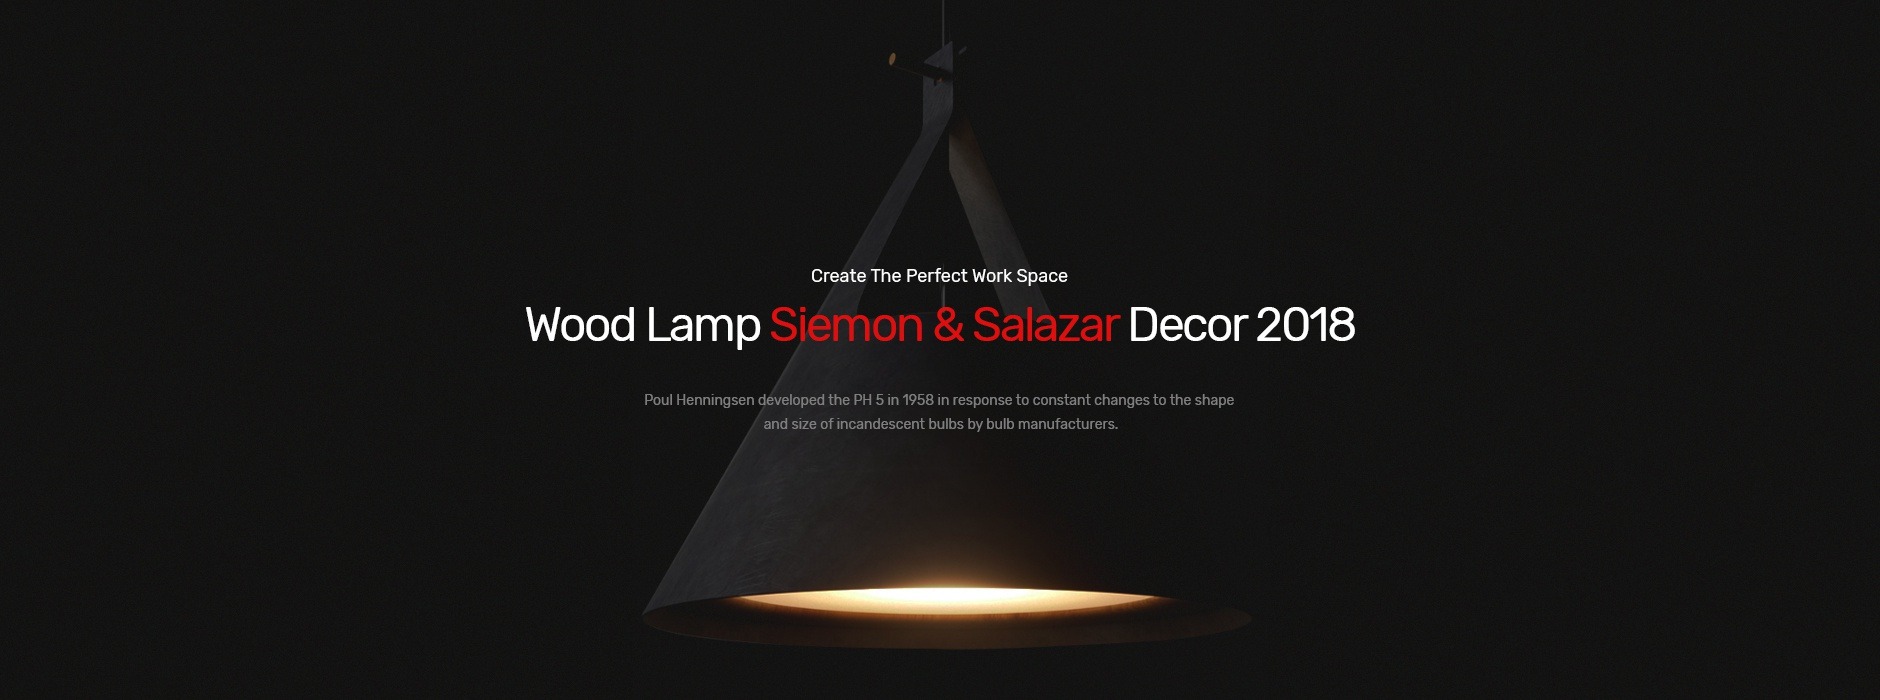 Create The Perfect Work Space
Wood Lamp Siemon & Salazar Decor 2018
Poul Henningsen developed the PH 5 in 1958 in response to constant changes to the shape
and size of incandescent bulbs by bulb manufacturers.